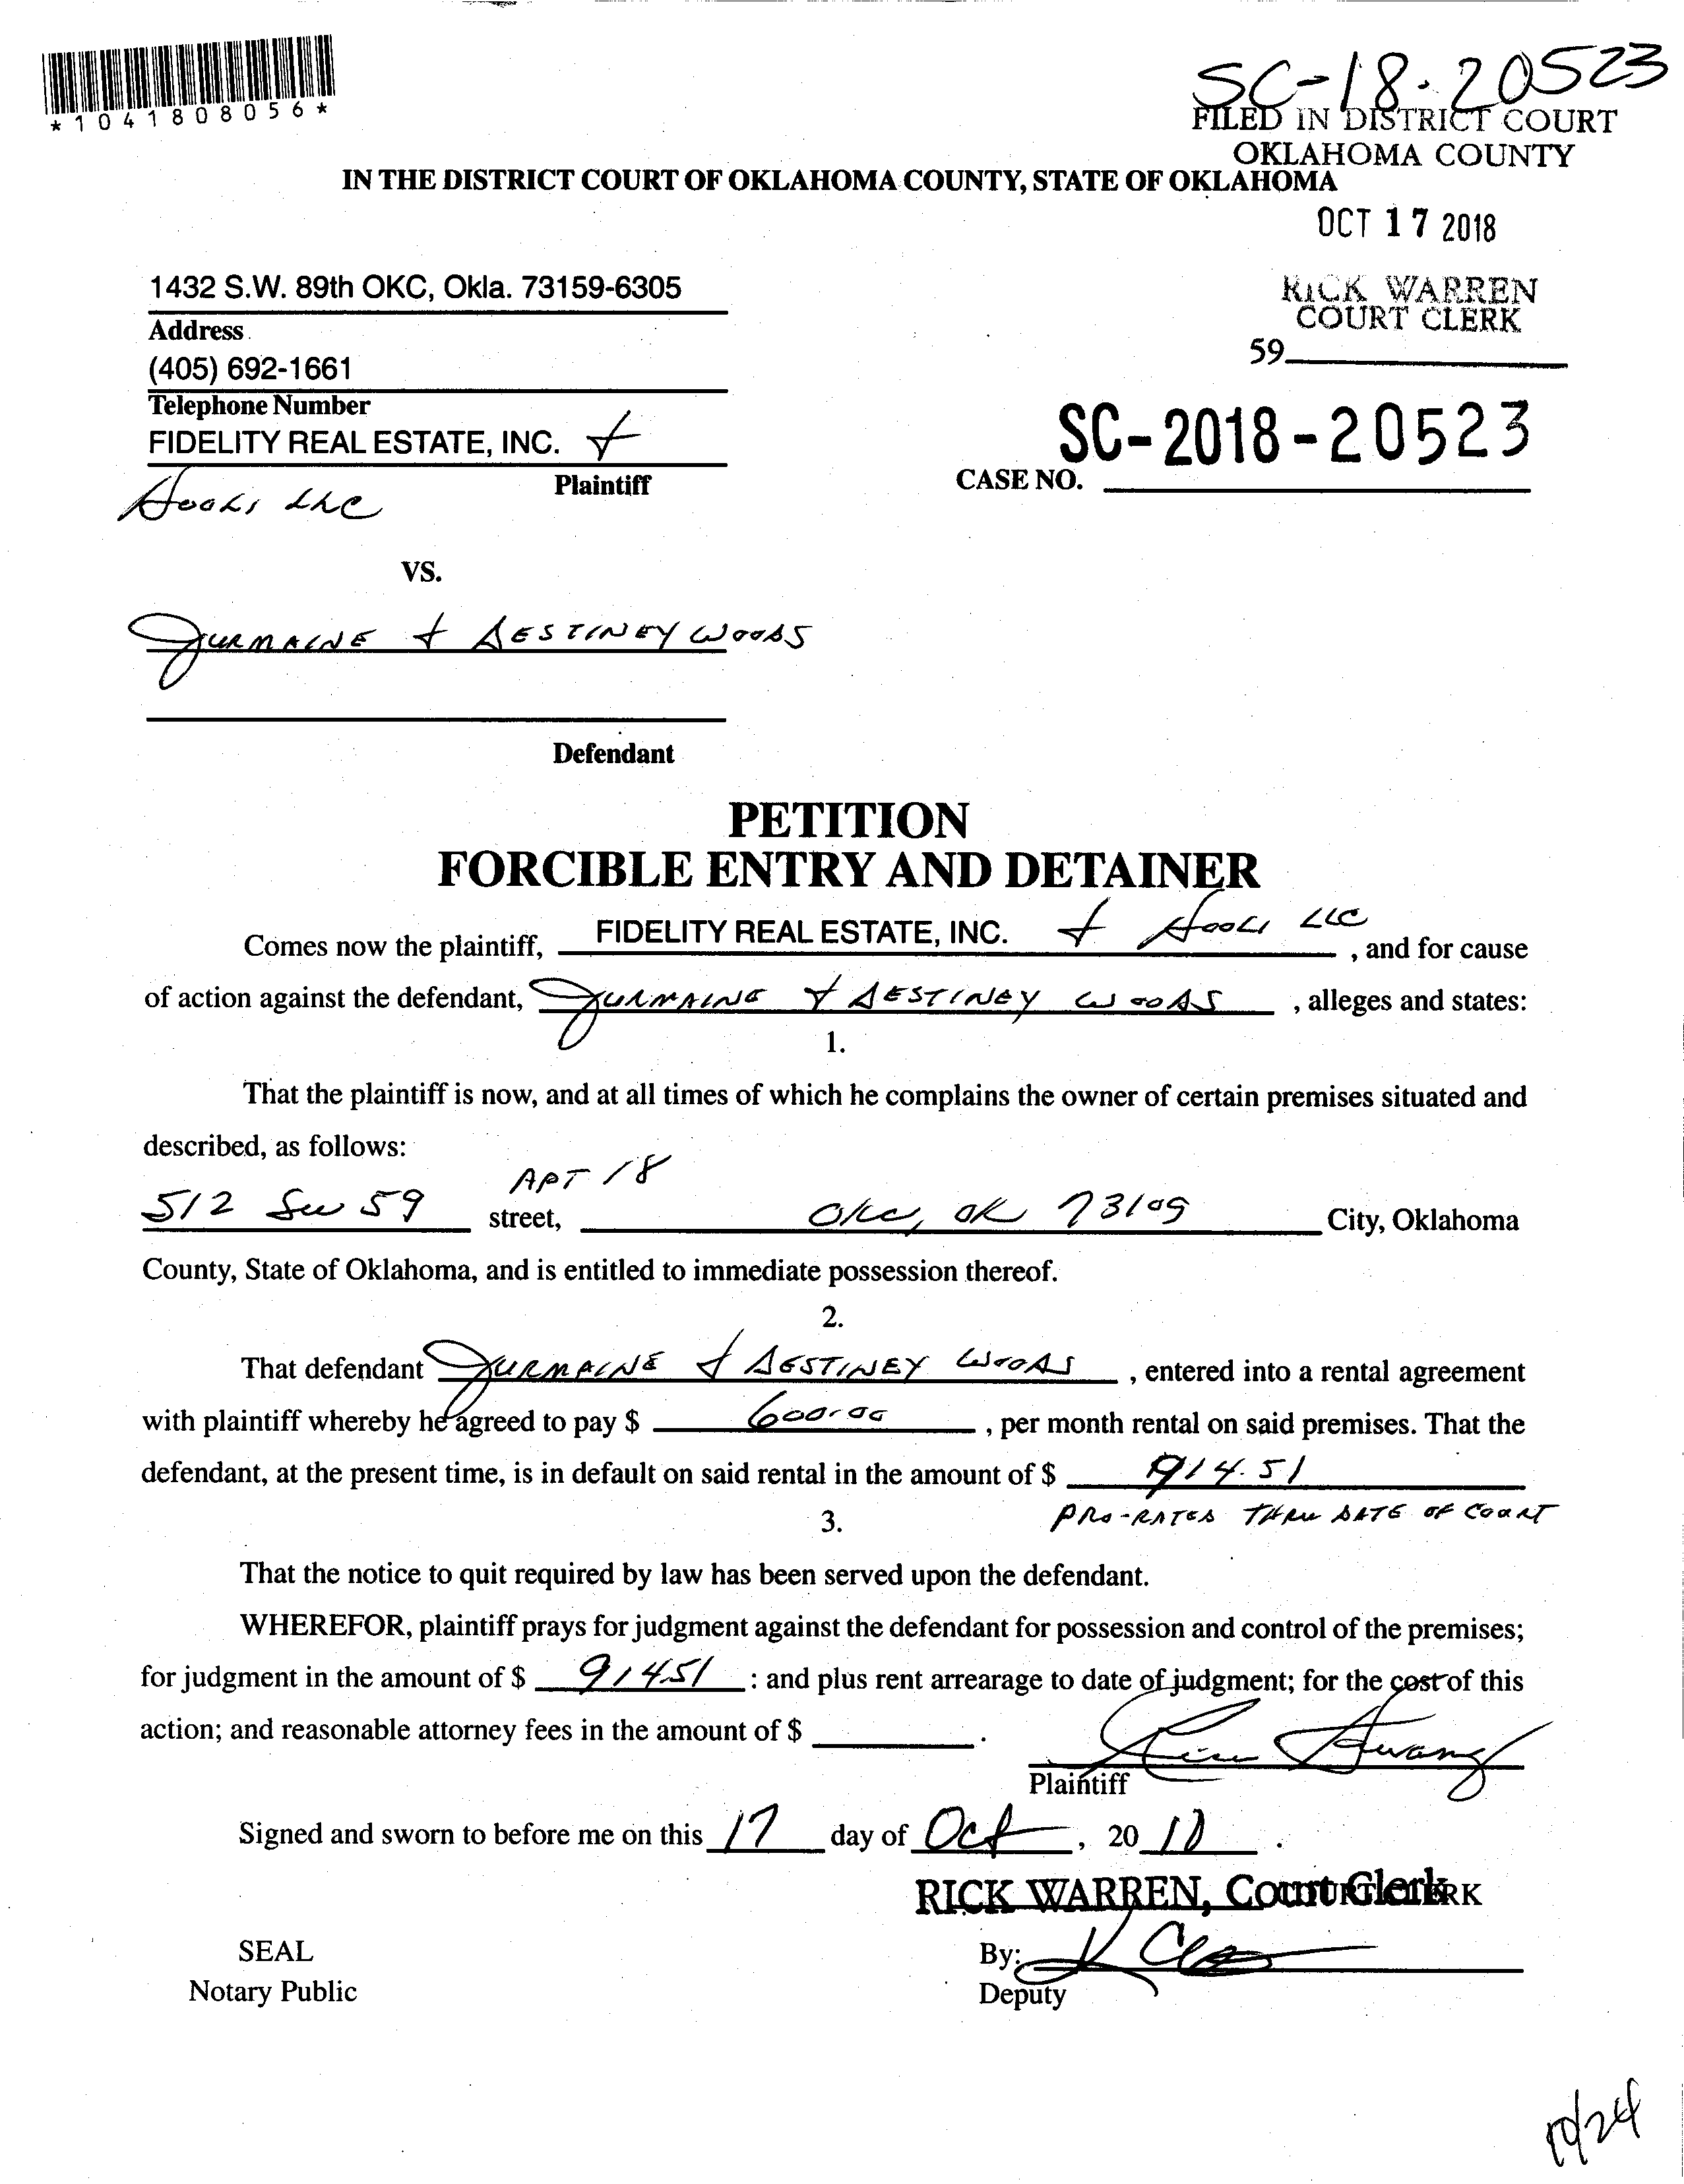 SC-18-20523
*1041808056*
FILED IN DISTRICT COURT
OKLAHOMA COUNTY
IN THE DISTRICT COURT OF OKLAHOMA COUNTY, STATE OF OKLAHOMA
OCT 17 2018
1432 S.W. 89th OKC, Okla. 73159-6305
RICK WARREN
COURT CLERK
Address
59
(405) 692-1661
Telephone Number
FIDELITY REAL ESTATE, INC. +
SC-2018-20523
Plaintiff
CASE NO.
Hooli LLC
VS.
JURMAINE + DESTINEY WOODS
Defendant
PETITION
FORCIBLE ENTRY AND DETAINER
Comes now the plaintiff, FIDELITY REAL ESTATE, INC. + Hooli LLC, and for cause
of action against the defendant, JURMAINE + DESTINEY WOODS, alleges and states:
1.
That the plaintiff is now, and at all times of which he complains the owner of certain premises situated and
described, as follows:
APT 18
512 SW 59 street, OKC, OK 73109 City, Oklahoma
County, State of Oklahoma, and is entitled to immediate possession thereof.
2.
That defendant JURMAINE + DESTINEY WOODS, entered into a rental agreement
with plaintiff whereby he agreed to pay $ 600.00, per month rental on said premises. That the
defendant, at the present time, is in default on said rental in the amount of $ 914.51
PRO-RATED THRU DATE OF COURT
3.
That the notice to quit required by law has been served upon the defendant.
WHEREFOR, plaintiff prays for judgment against the defendant for possession and control of the premises;
for judgment in the amount of $ 914.51 : and plus rent arrearage to date of judgment; for the cost of this
action; and reasonable attorney fees in the amount of $ .
Plaintiff
Signed and sworn to before me on this 17 day of Oct, 20 18.
RICK WARREN, Court Clerk
SEAL
By:
Notary Public
Deputy
10/24